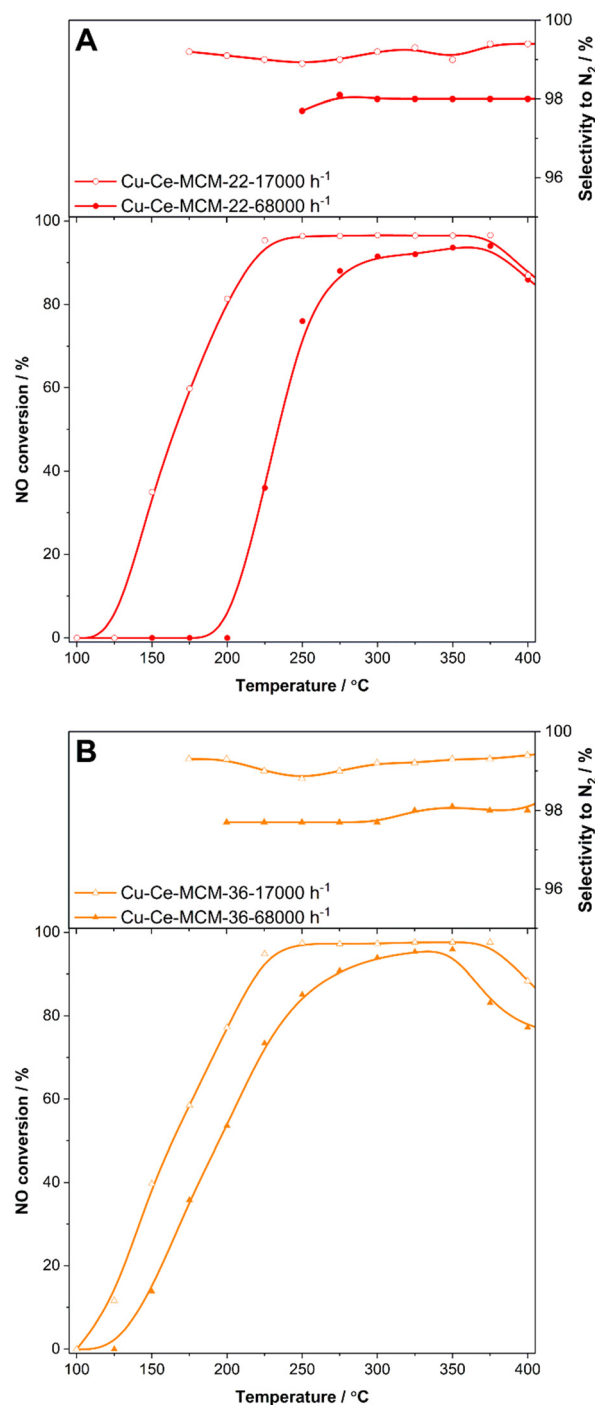 A
100
98
96
Selectivity to N₂ / %
Cu-Ce-MCM-22-17000 h⁻¹
Cu-Ce-MCM-22-68000 h⁻¹
100
80
60
40
20
0
NO conversion / %
100 150 200 250 300 350 400
Temperature / °C
B
100
98
96
Selectivity to N₂ / %
Cu-Ce-MCM-36-17000 h⁻¹
Cu-Ce-MCM-36-68000 h⁻¹
100
80
60
40
20
0
NO conversion / %
100 150 200 250 300 350 400
Temperature / °C